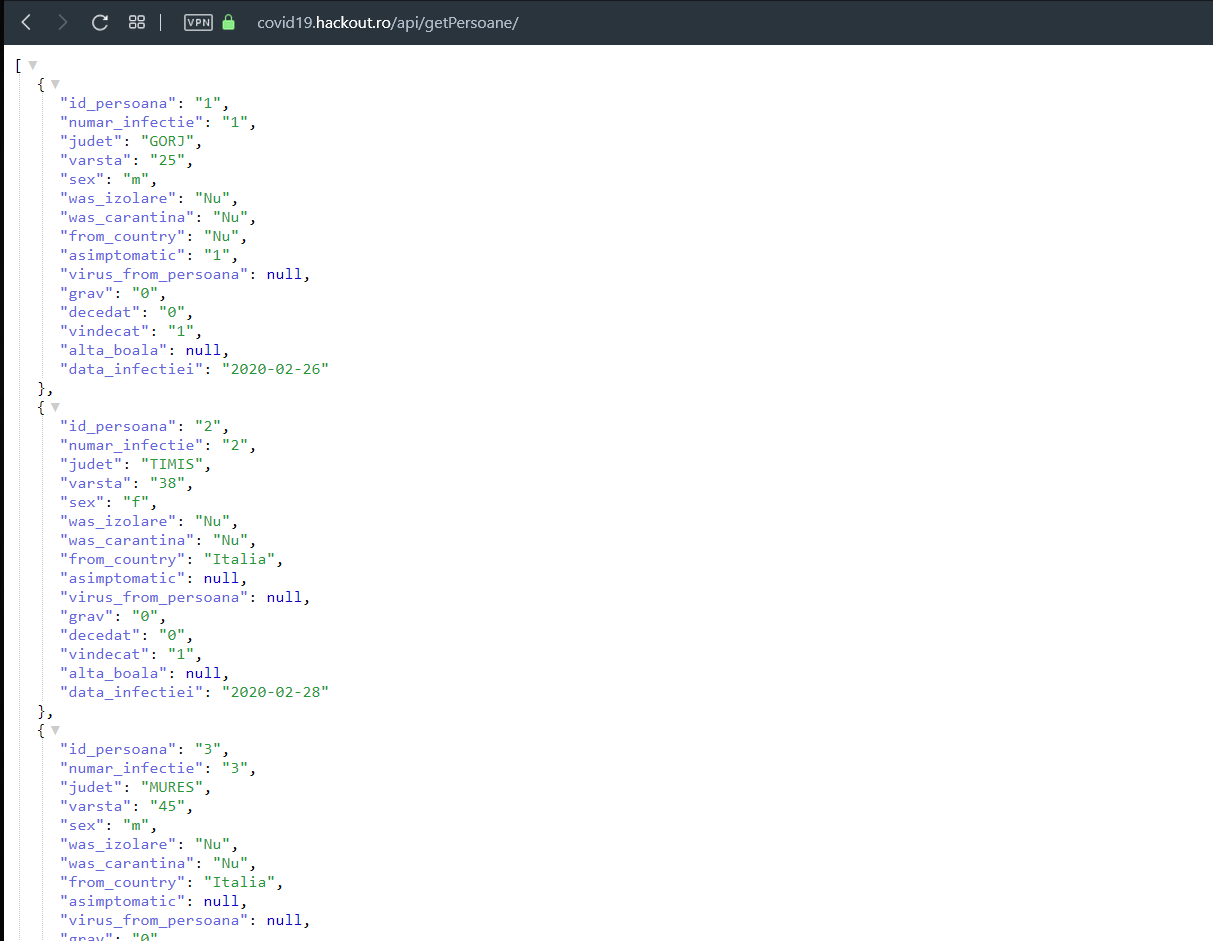 VPN covid19.hackout.ro/api/getPersoane/
[
{
"id_persoana": "1",
"numar_infectie": "1",
"judet": "GORJ",
"varsta": "25",
"sex": "m",
"was_izolare": "Nu",
"was_carantina": "Nu",
"from_country": "Nu",
"asimptomatic": "1",
"virus_from_persoana": null,
"grav": "0",
"decedat": "0",
"vindecat": "1",
"alta_boala": null,
"data_infectiei": "2020-02-26"
},
{
"id_persoana": "2",
"numar_infectie": "2",
"judet": "TIMIS",
"varsta": "38",
"sex": "f",
"was_izolare": "Nu",
"was_carantina": "Nu",
"from_country": "Italia",
"asimptomatic": null,
"virus_from_persoana": null,
"grav": "0",
"decedat": "0",
"vindecat": "1",
"alta_boala": null,
"data_infectiei": "2020-02-28"
},
{
"id_persoana": "3",
"numar_infectie": "3",
"judet": "MURES",
"varsta": "45",
"sex": "m",
"was_izolare": "Nu",
"was_carantina": "Nu",
"from_country": "Italia",
"asimptomatic": null,
"virus_from_persoana": null,
"grav": "0"